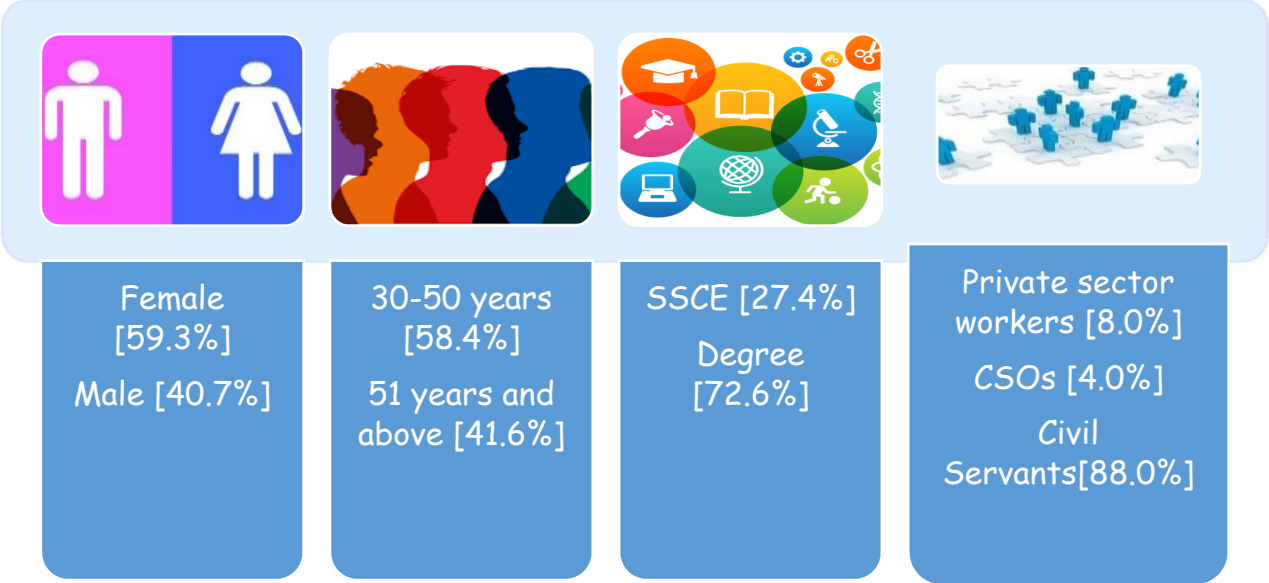 Female
[59.3%]
Male [40.7%]
30-50 years
[58.4%]
51 years and
above [41.6%]
SSCE [27.4%]
Degree
[72.6%]
Private sector
workers [8.0%]
CSOs [4.0%]
Civil
Servants[88.0%]